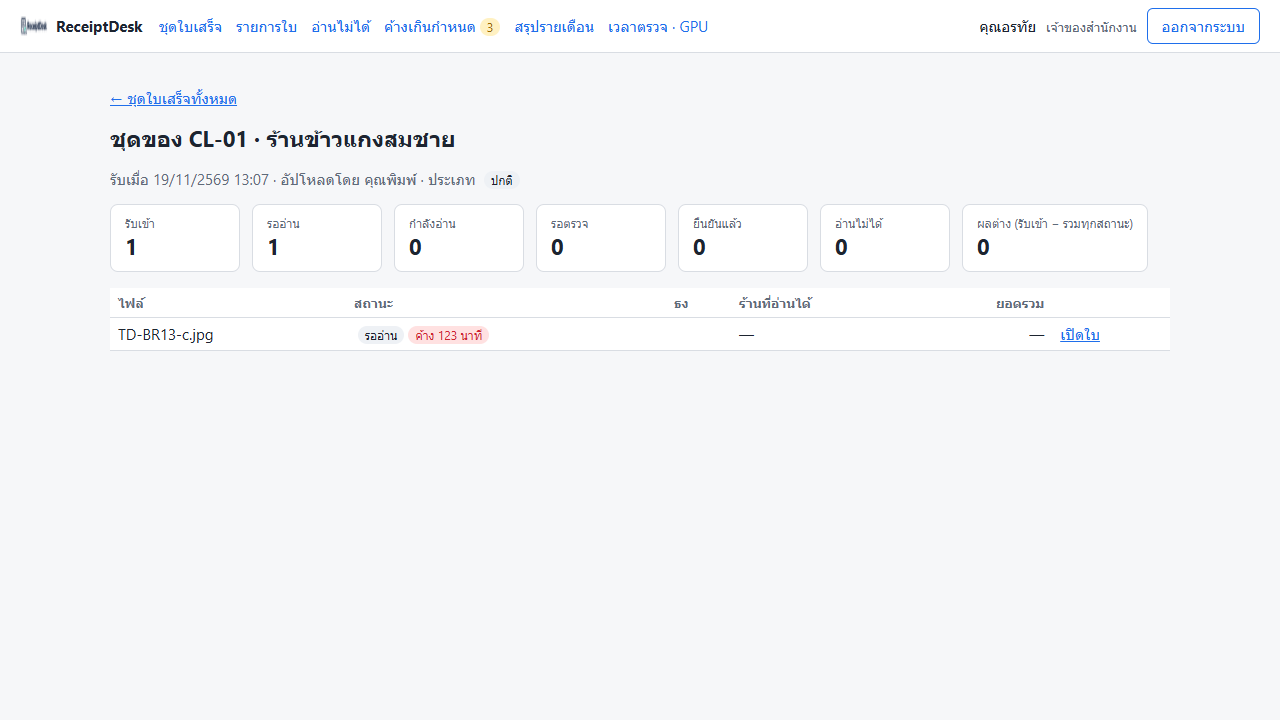 ReceiptDesk ชุดใบเสร็จ รายการใบ อ่านไม่ได้ ค้างเกินกำหนด 3 สรุปรายเดือน เวลาตรวจ · GPU คุณอรทัย เจ้าของสำนักงาน ออกจากระบบ
← ชุดใบเสร็จทั้งหมด
ชุดของ CL-01 · ร้านข้าวแกงสมชาย
รับเมื่อ 19/11/2569 13:07 · อัปโหลดโดย คุณพิมพ์ · ประเภท ปกติ
รับเข้า รออ่าน กำลังอ่าน รอตรวจ ยืนยันแล้ว อ่านไม่ได้ ผลต่าง (รับเข้า − รวมทุกสถานะ)
1 1 0 0 0 0 0
ไฟล์ สถานะ ธง ร้านที่อ่านได้ ยอดรวม
TD-BR13-c.jpg รออ่าน ค้าง 123 นาที — — เปิดใบ